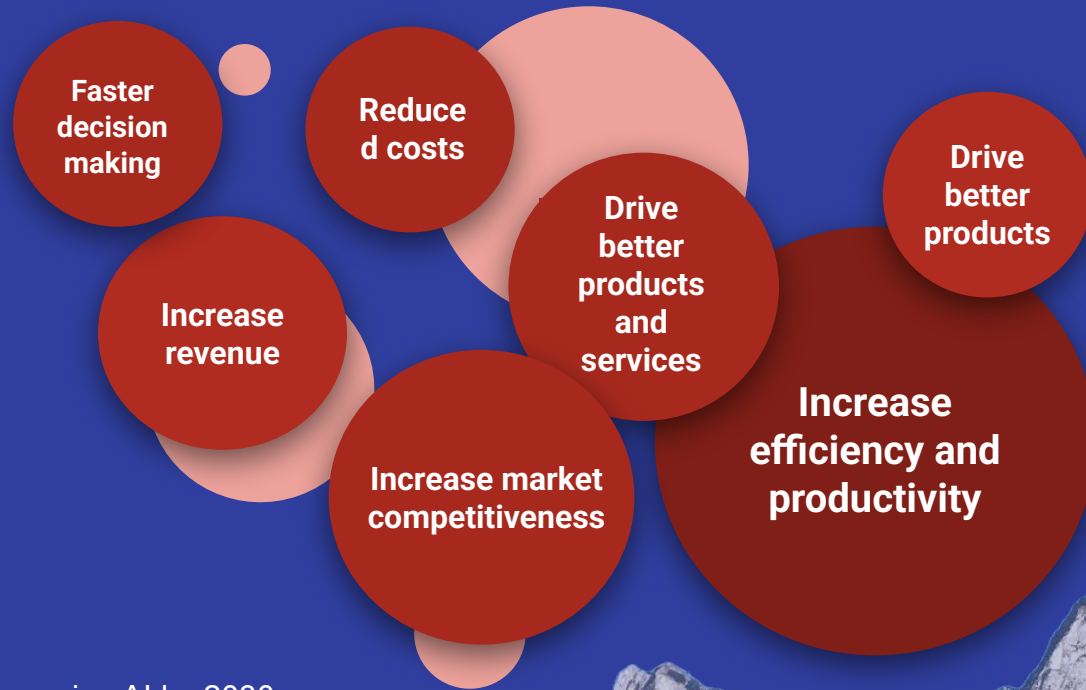 Faster
decision
making
Reduce
d costs
Drive
better
products
Drive
better
products
and
services
Increase
revenue
Increase
efficiency and
productivity
Increase market
competitiveness